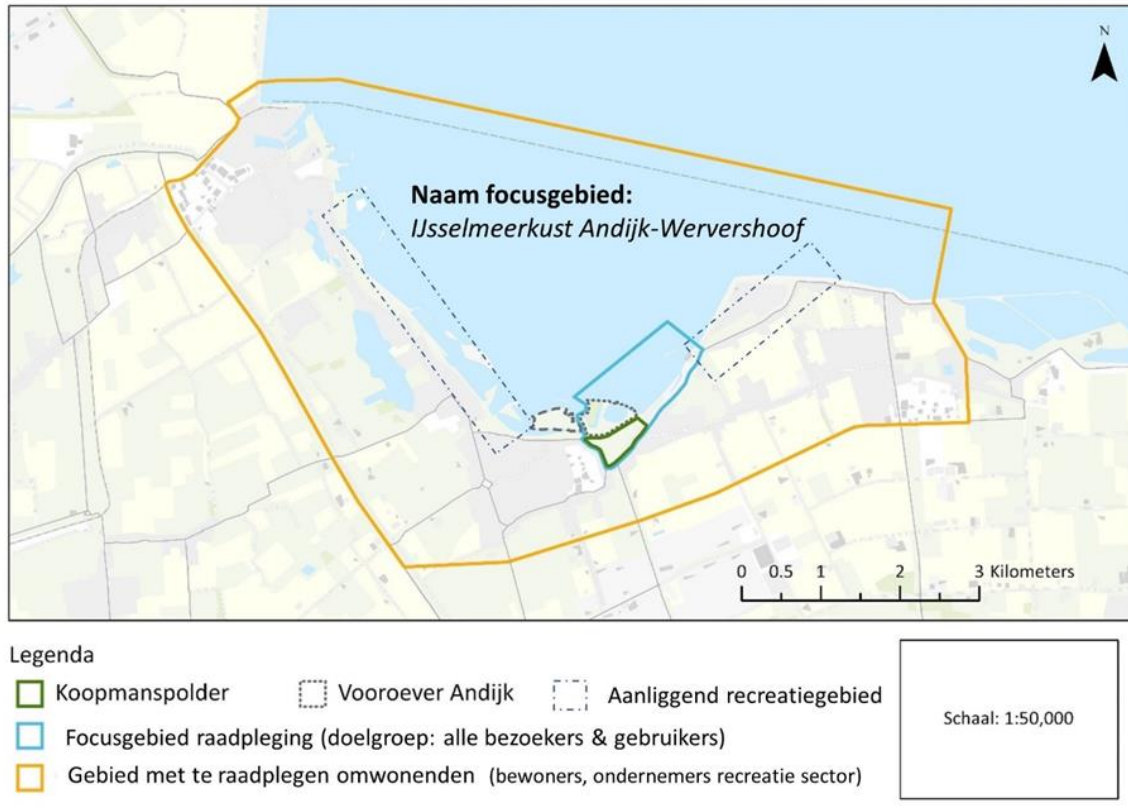 N
Naam focusgebied:
IJsselmeerkust Andijk-Wervershoof
0 0.5 1 2 3 Kilometers
Legenda
Koopmanspolder Vooroever Andijk Aanliggend recreatiegebied
Focusgebied raadpleging (doelgroep: alle bezoekers & gebruikers)
Gebied met te raadplegen omwonenden (bewoners, ondernemers recreatie sector)
Schaal: 1:50,000